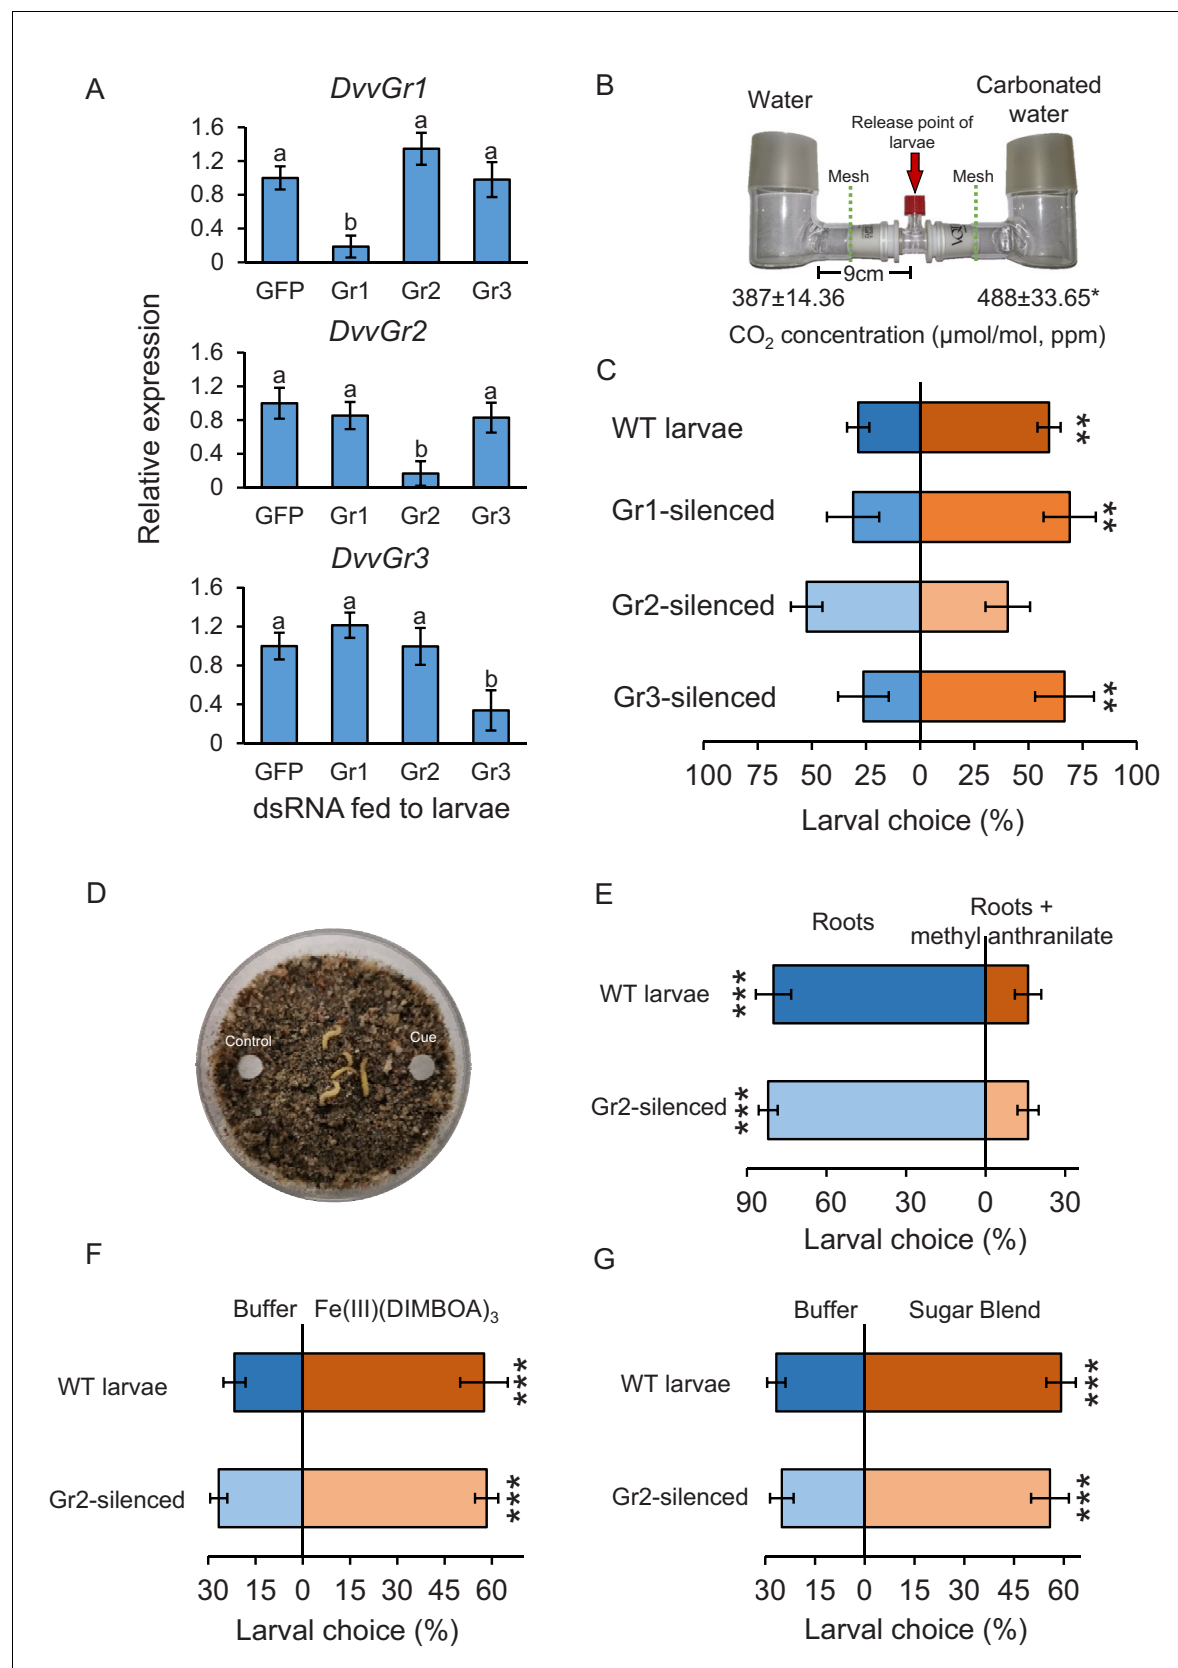 A
DvvGr1
1.6
1.2
0.8
0.4
0
a
b
a
a
GFP Gr1 Gr2 Gr3
DvvGr2
1.6
1.2
0.8
0.4
0
a
a
b
a
GFP Gr1 Gr2 Gr3
DvvGr3
1.6
1.2
0.8
0.4
0
a
a
a
b
GFP Gr1 Gr2 Gr3
dsRNA fed to larvae
Relative expression
B
Water
Carbonated
water
Release point of
larvae
Mesh
Mesh
9cm
387±14.36
488±33.65*
CO₂ concentration (µmol/mol, ppm)
C
WT larvae
**
Gr1-silenced
**
Gr2-silenced
Gr3-silenced
**
100 75 50 25 0 25 50 75 100
Larval choice (%)
D
Control
Cue
E
Roots
Roots +
methyl anthranilate
WT larvae
***
Gr2-silenced
***
90 60 30 0 30
Larval choice (%)
F
Buffer
Fe(III)(DIMBOA)₃
WT larvae
***
Gr2-silenced
***
30 15 0 15 30 45 60
Larval choice (%)
G
Buffer
Sugar Blend
WT larvae
***
Gr2-silenced
***
30 15 0 15 30 45 60
Larval choice (%)